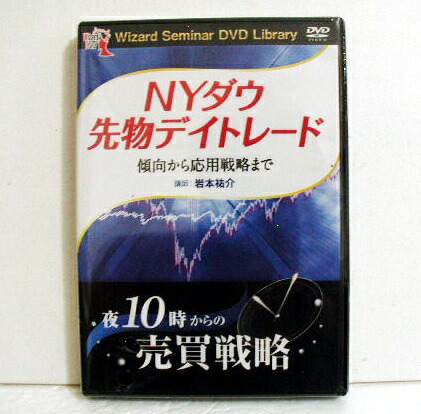 Wizard Seminar DVD Library
DVD
VIDEO
NYダウ
先物デイトレード
傾向から応用戦略まで
講師 岩本祐介
夜10時からの
売買戦略